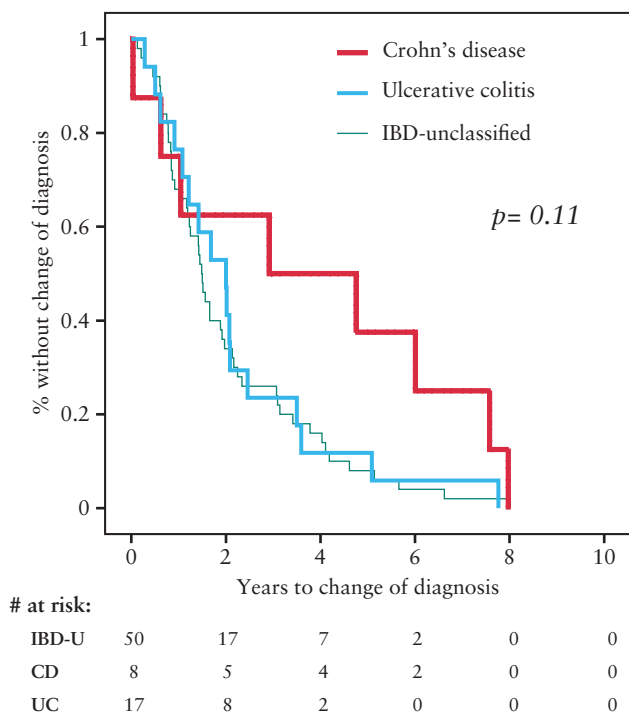 1
Crohn's disease
Ulcerative colitis
0.8
IBD-unclassified
% without change of diagnosis
0.6
p= 0.11
0.4
0.2
0
0 2 4 6 8 10
Years to change of diagnosis
# at risk:
IBD-U 50 17 7 2 0 0
CD 8 5 4 2 0 0
UC 17 8 2 0 0 0